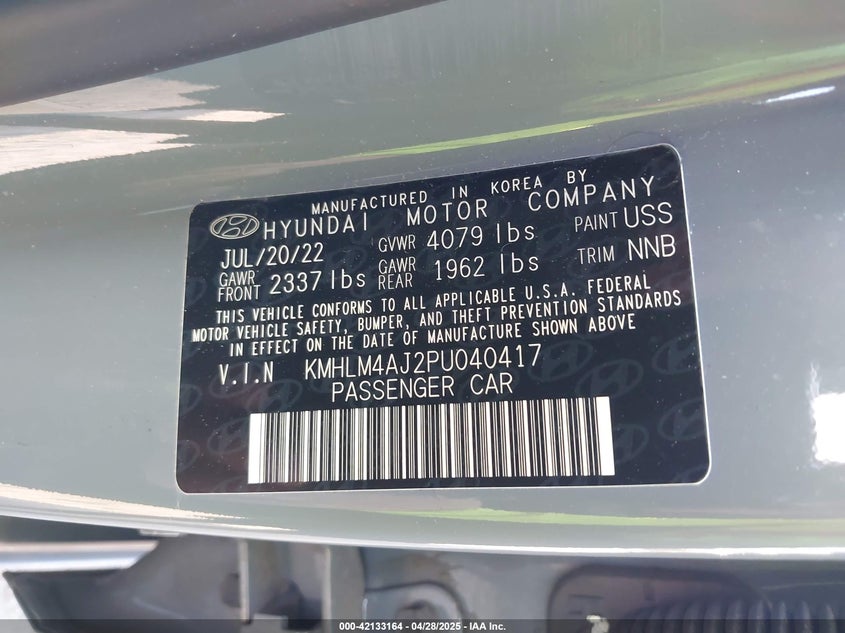 MANUFACTURED IN KOREA BY
HYUNDAI MOTOR COMPANY
JUL/20/22 GVWR 4079 lbs PAINT USS
GAWR FRONT 2337 lbs GAWR REAR 1962 lbs TRIM NNB
THIS VEHICLE CONFORMS TO ALL APPLICABLE U.S.A. FEDERAL
MOTOR VEHICLE SAFETY, BUMPER, AND THEFT PREVENTION STANDARDS
IN EFFECT ON THE DATE OF MANUFACTURE SHOWN ABOVE
V.I.N KMHLM4AJ2PU040417
PASSENGER CAR
000-42133164 - 04/28/2025 - IAA Inc.